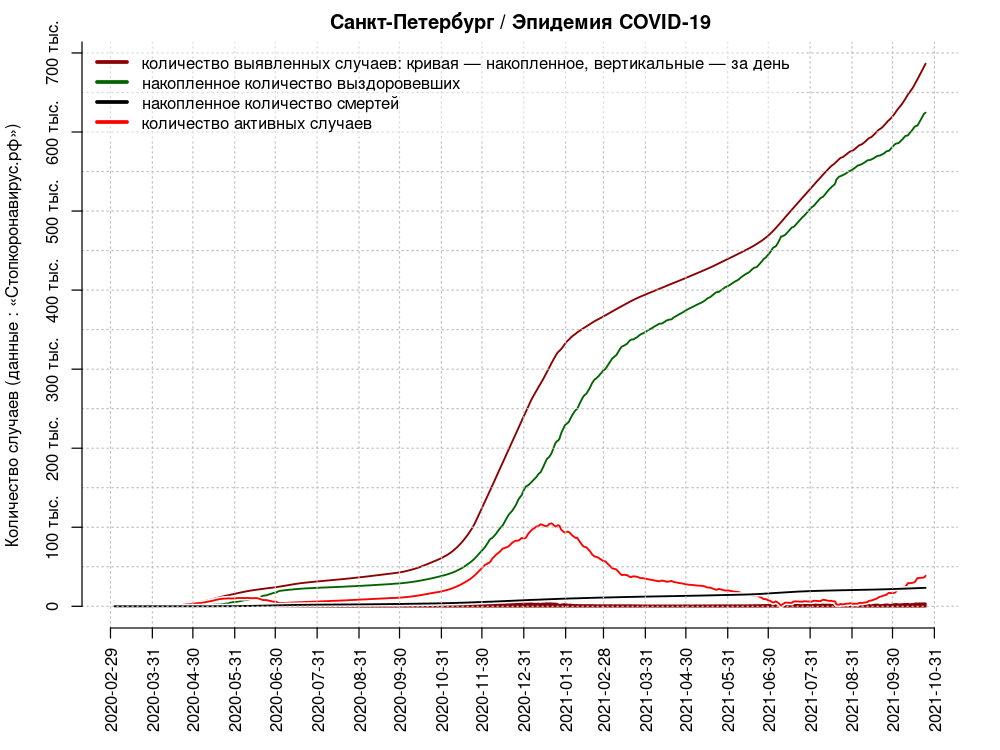 Санкт-Петербург / Эпидемия COVID-19
количество выявленных случаев: кривая — накопленное, вертикальные — за день
накопленное количество выздоровевших
накопленное количество смертей
количество активных случаев
Количество случаев (данные : «Стопкоронавирус.рф»)
700 тыс.
600 тыс.
500 тыс.
400 тыс.
300 тыс.
200 тыс.
100 тыс.
0
2020-02-29
2020-03-31
2020-04-30
2020-05-31
2020-06-30
2020-07-31
2020-08-31
2020-09-30
2020-10-31
2020-11-30
2020-12-31
2021-01-31
2021-02-28
2021-03-31
2021-04-30
2021-05-31
2021-06-30
2021-07-31
2021-08-31
2021-09-30
2021-10-31